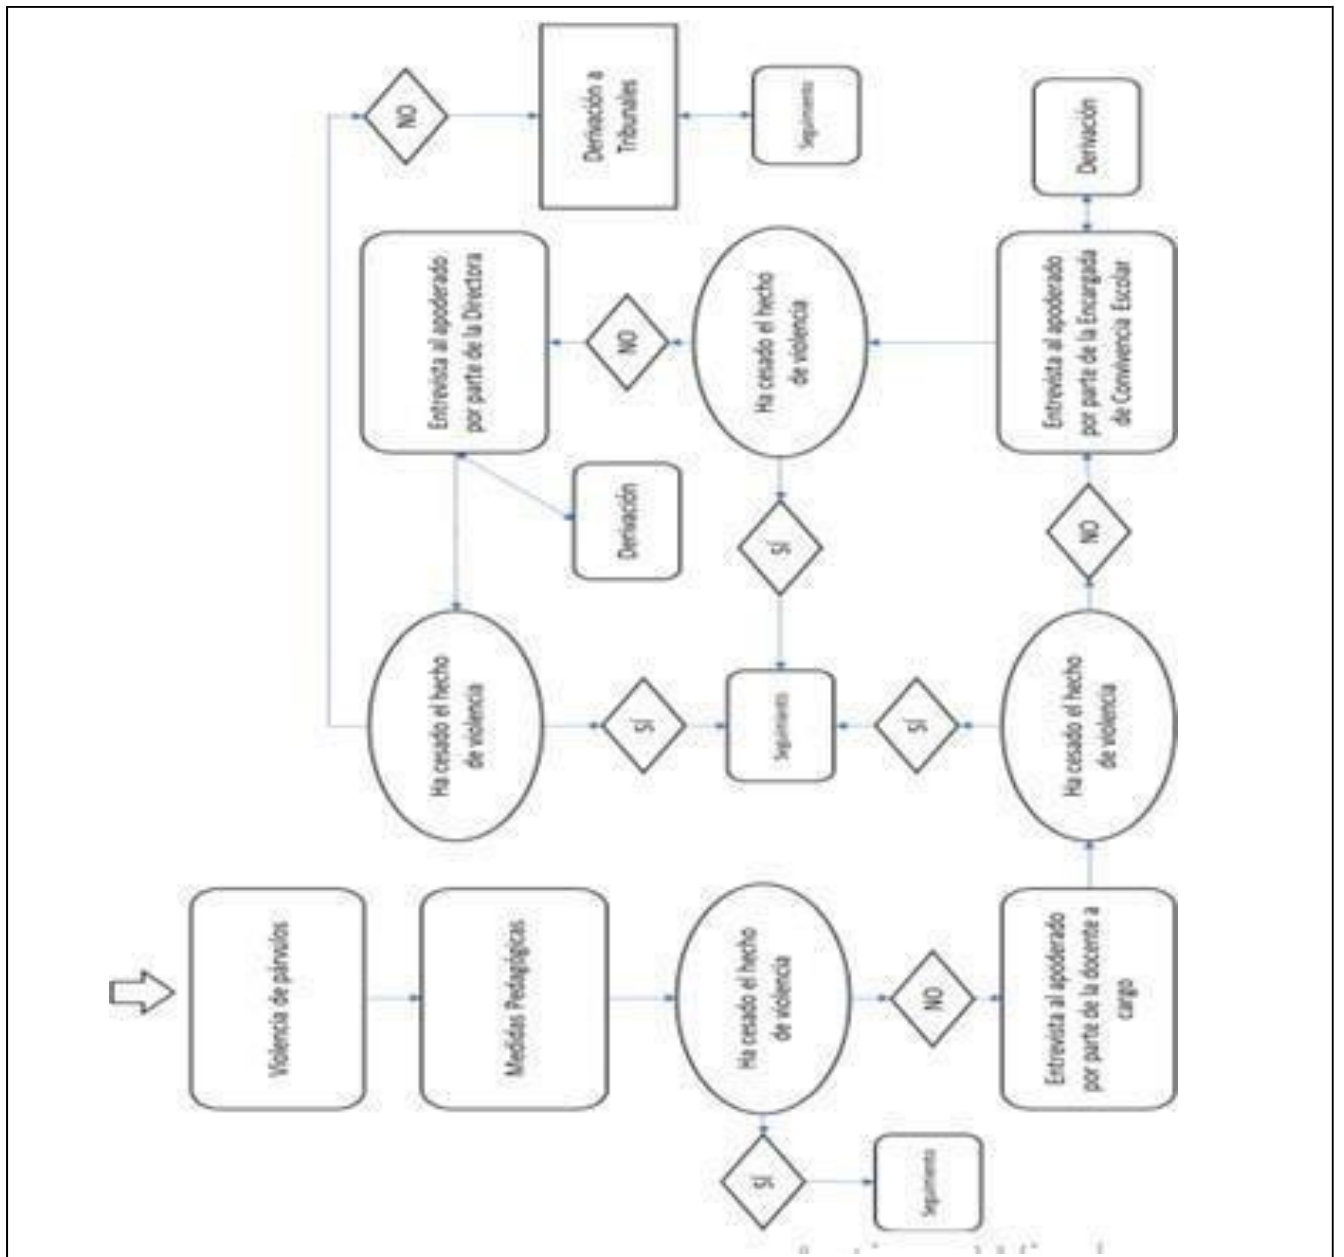 Violencia de párvulos
Medidas Pedagógicas
Ha cesado el hecho
de violencia
SÍ
Seguimiento
NO
Entrevista al apoderado
por parte de la docente a
cargo
Ha cesado el hecho
de violencia
SÍ
Seguimiento
NO
Entrevista al apoderado
por parte de la Encargada
de Convivencia Escolar
Derivación
Ha cesado el hecho
de violencia
SÍ
NO
Entrevista al apoderado
por parte de la Directora
Derivación
Ha cesado el hecho
de violencia
SÍ
NO
Derivación a
Tribunales
Seguimiento